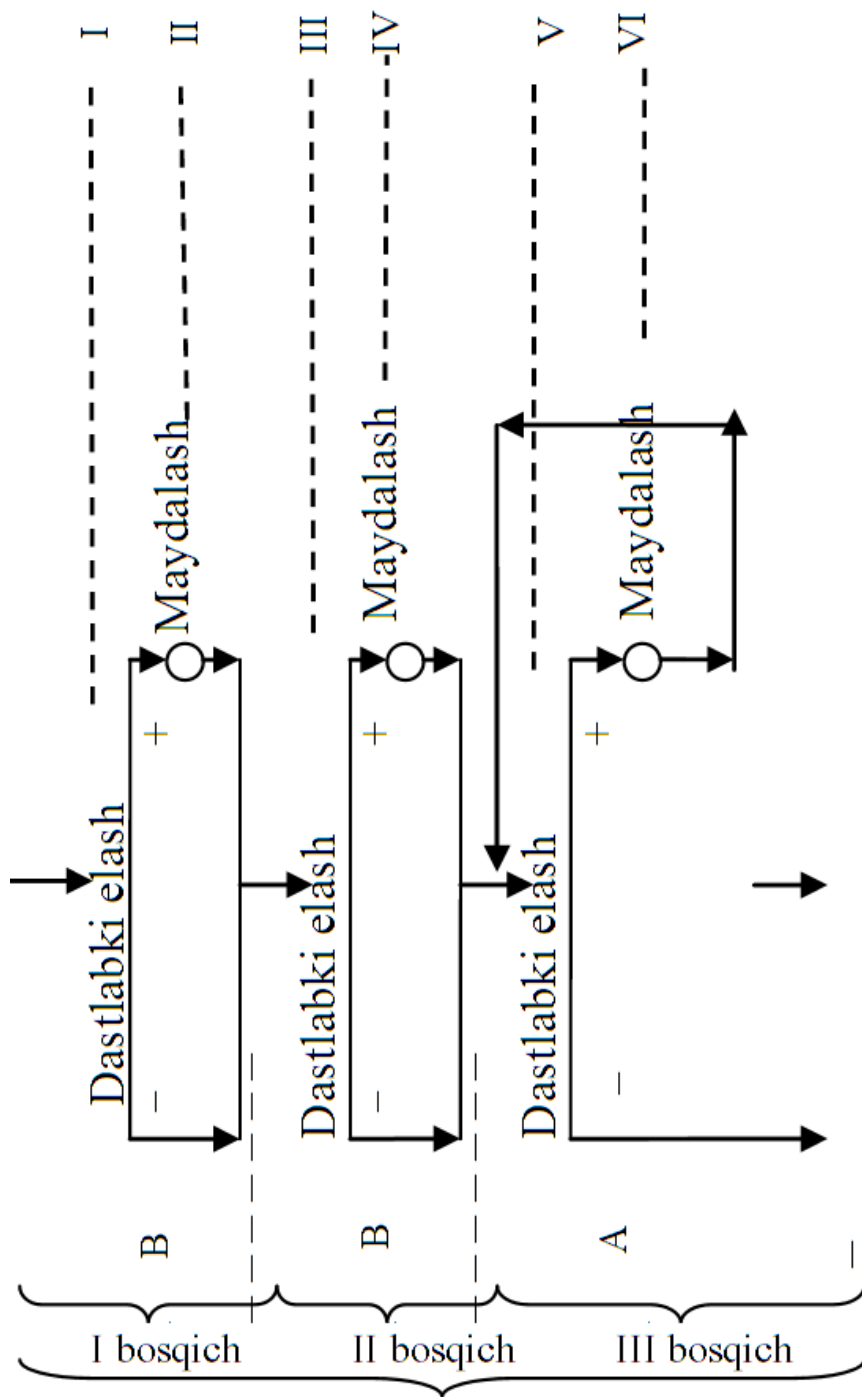 I
II
III
IV
V
VI
Dastlabki elash
Maydalash
+
–
B
I bosqich
Dastlabki elash
Maydalash
+
–
B
II bosqich
Dastlabki elash
Maydalash
+
–
A
III bosqich
–